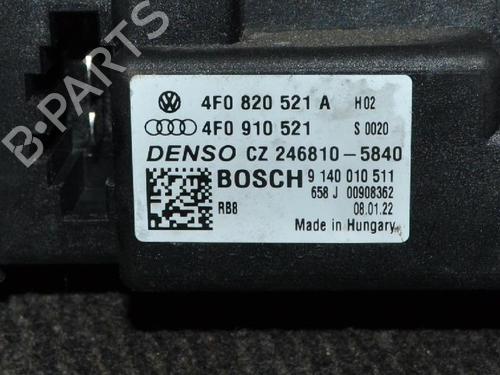 B-PARTS
4F0 820 521 A H02
4F0 910 521 S 0020
DENSO CZ 246810-5840
BOSCH 9 140 010 511
658 J 00908362
RB8 08.01.22
Made in Hungary